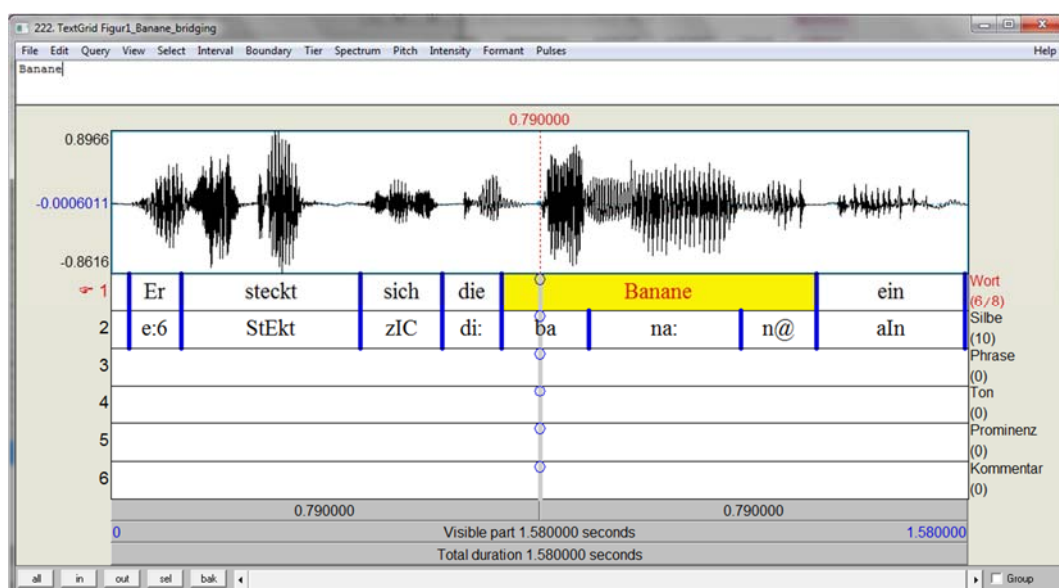 222. TextGrid Figur1_Banane_bridging
File Edit Query View Select Interval Boundary Tier Spectrum Pitch Intensity Formant Pulses Help
Banane
0.790000
0.8966
-0.0006011
-0.8616
1 Er steckt sich die Banane ein Wort
(6/8)
2 e:6 StEkt zIC di: ba na: n@ aIn Silbe
(10)
3 Phrase
(0)
4 Ton
(0)
5 Prominenz
(0)
6 Kommentar
(0)
0.790000 0.790000
0 Visible part 1.580000 seconds 1.580000
Total duration 1.580000 seconds
all in out sel bak Group